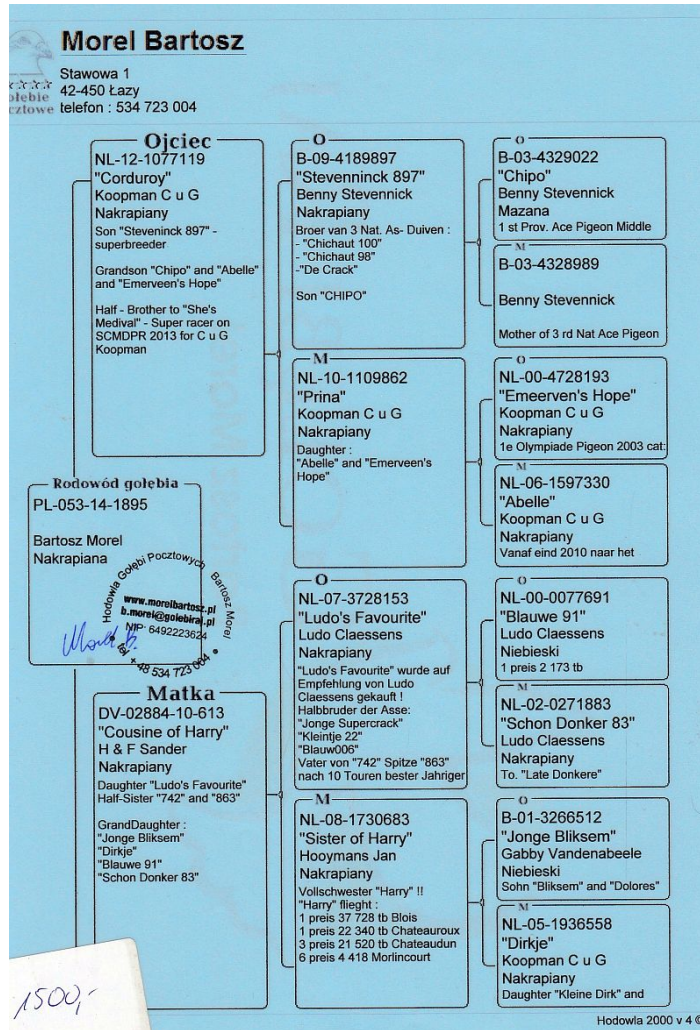 Morel Bartosz
Stawowa 1
42-450 Łazy
telefon : 534 723 004
Ojciec
NL-12-1077119
"Corduroy"
Koopman C u G
Nakrapiany
Son "Steveninck 897" -
superbreeder
Grandson "Chipo" and "Abelle"
and "Emerveen's Hope"
Half - Brother to "She's
Medival" - Super racer on
SCMDPR 2013 for C u G
Koopman
Rodowód gołębia
PL-053-14-1895
Bartosz Morel
Nakrapiana
Hodowla Gołębi Pocztowych Bartosz Morel
www.morelbartosz.pl
b.morel@golebiraj.pl
NIP: 6492223624
tel +48 534 723 004
Matka
DV-02884-10-613
"Cousine of Harry"
H & F Sander
Nakrapiany
Daughter "Ludo's Favourite"
Half-Sister "742" and "863"
GrandDaughter :
"Jonge Bliksem"
"Dirkje"
"Blauwe 91"
"Schon Donker 83"
O
B-09-4189897
"Stevenninck 897"
Benny Stevennick
Nakrapiany
Broer van 3 Nat. As- Duiven :
- "Chichaut 100"
- "Chichaut 98"
-"De Crack"
Son "CHIPO"
M
NL-10-1109862
"Prina"
Koopman C u G
Nakrapiany
Daughter :
"Abelle" and "Emerveen's
Hope"
O
NL-07-3728153
"Ludo's Favourite"
Ludo Claessens
Nakrapiany
"Ludo's Favourite" wurde auf
Empfehlung von Ludo
Claessens gekauft !
Halbbruder der Asse:
"Jonge Supercrack"
"Kleintje 22"
"Blauw006"
Vater von "742" Spitze "863"
nach 10 Touren bester Jahriger
M
NL-08-1730683
"Sister of Harry"
Hooymans Jan
Nakrapiany
Vollschwester "Harry" !!
"Harry" flieght :
1 preis 37 728 tb Blois
1 preis 22 340 tb Chateauroux
3 preis 21 520 tb Chateaudun
6 preis 4 418 Morlincourt
O
B-03-4329022
"Chipo"
Benny Stevennick
Mazana
1 st Prov. Ace Pigeon Middle
M
B-03-4328989
Benny Stevennick
Mother of 3 rd Nat Ace Pigeon
O
NL-00-4728193
"Emeerven's Hope"
Koopman C u G
Nakrapiany
1e Olympiade Pigeon 2003 cat:
M
NL-06-1597330
"Abelle"
Koopman C u G
Nakrapiany
Vanaf eind 2010 naar het
O
NL-00-0077691
"Blauwe 91"
Ludo Claessens
Niebieski
1 preis 2 173 tb
M
NL-02-0271883
"Schon Donker 83"
Ludo Claessens
Nakrapiany
To. "Late Donkere"
O
B-01-3266512
"Jonge Bliksem"
Gabby Vandenabeele
Niebieski
Sohn "Bliksem" and "Dolores"
M
NL-05-1936558
"Dirkje"
Koopman C u G
Nakrapiany
Daughter "Kleine Dirk" and
1500,-
Hodowla 2000 v 4 ©